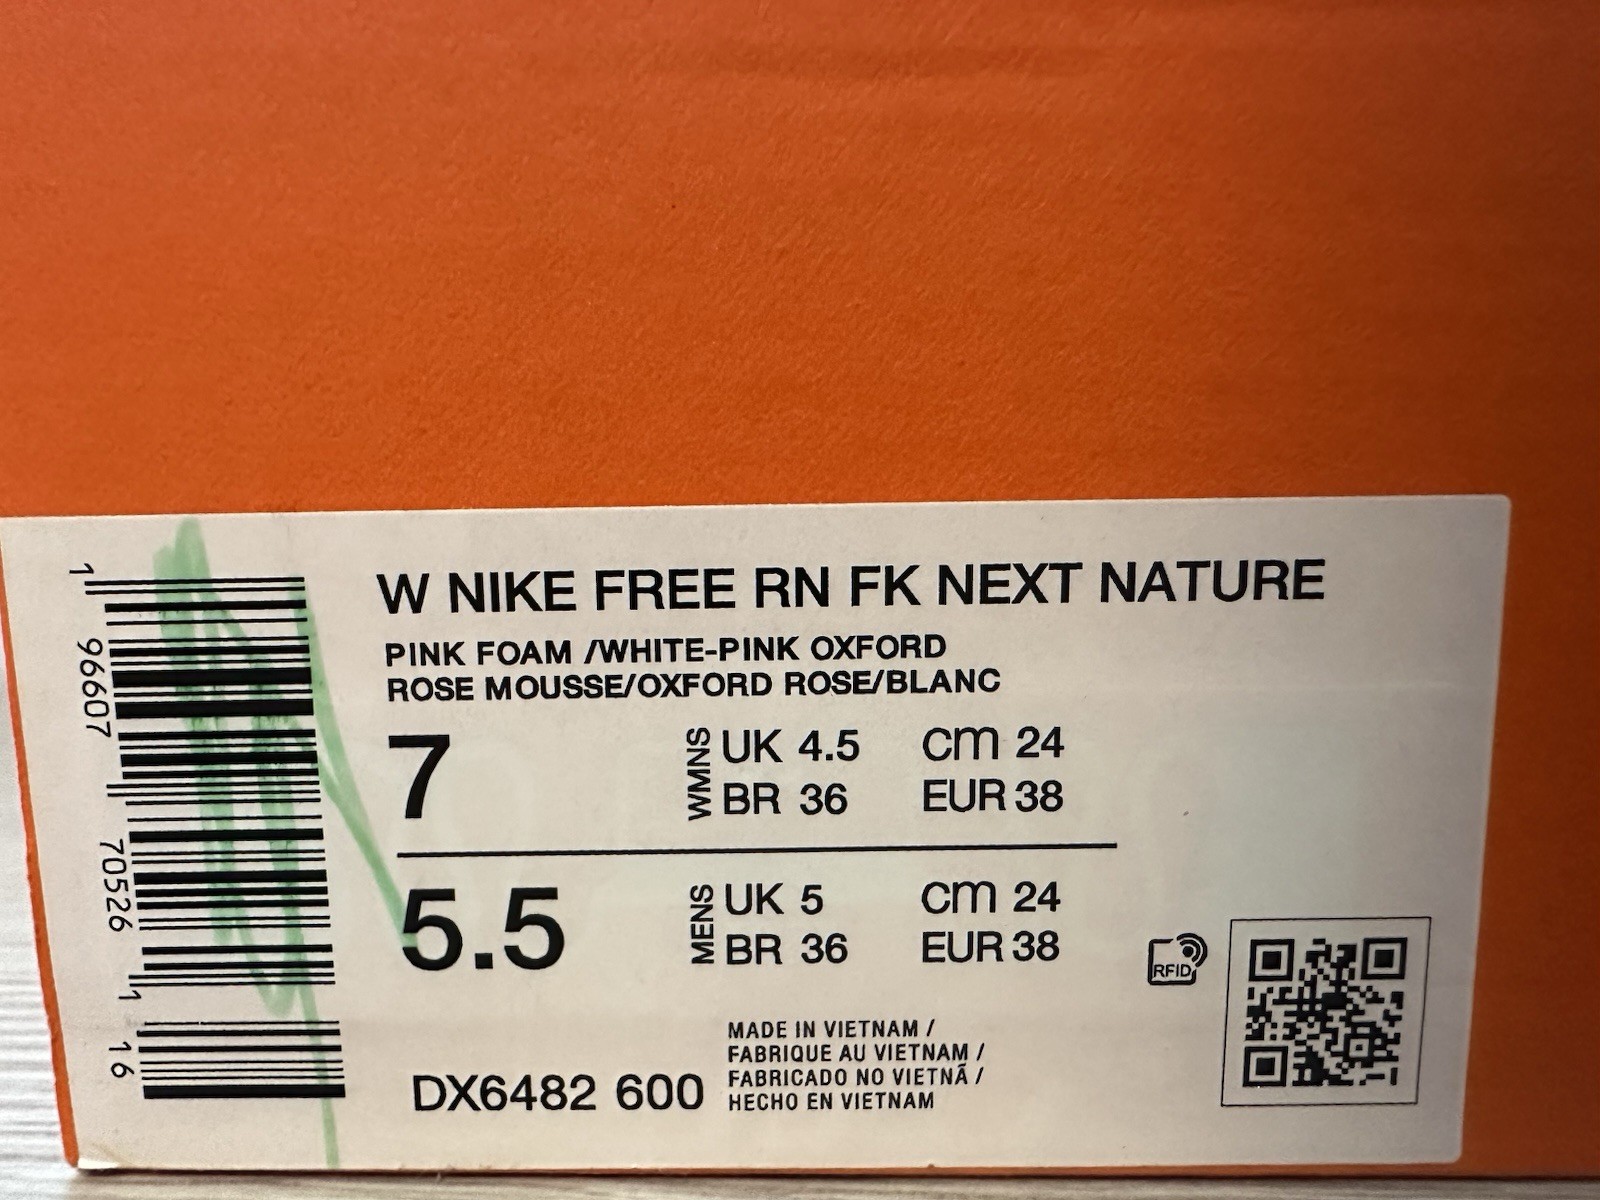 W NIKE FREE RN FK NEXT NATURE
PINK FOAM /WHITE-PINK OXFORD
ROSE MOUSSE/OXFORD ROSE/BLANC
7 WMNS UK 4.5 CM 24
BR 36 EUR 38
5.5 MENS UK 5 CM 24
BR 36 EUR 38
RFID
DX6482 600
MADE IN VIETNAM /
FABRIQUE AU VIETNAM /
FABRICADO NO VIETNÃ /
HECHO EN VIETNAM
1 96607 70526 1 16